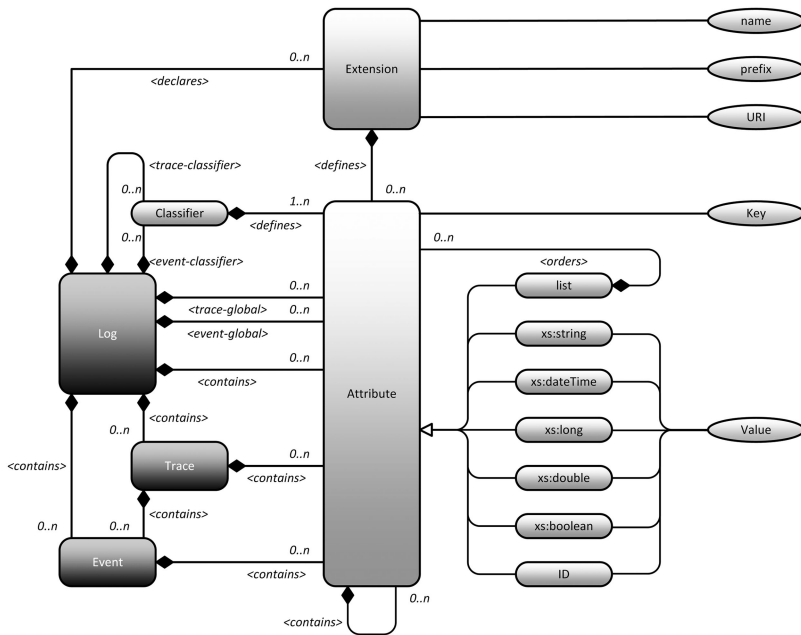 name
0..n
Extension
prefix
<declares>
URI
<trace-classifier>
<defines>
0..n
0..n
1..n
Classifier
Key
<defines>
0..n
0..n
<event-classifier>
<orders>
0..n
list
<trace-global>
0..n
Log
<event-global>
xs:string
0..n
<contains>
xs:dateTime
Attribute
<contains>
0..n
xs:long
Value
0..n
Trace
<contains>
<contains>
xs:double
<contains>
0..n
0..n
xs:boolean
0..n
Event
<contains>
ID
0..n
<contains>